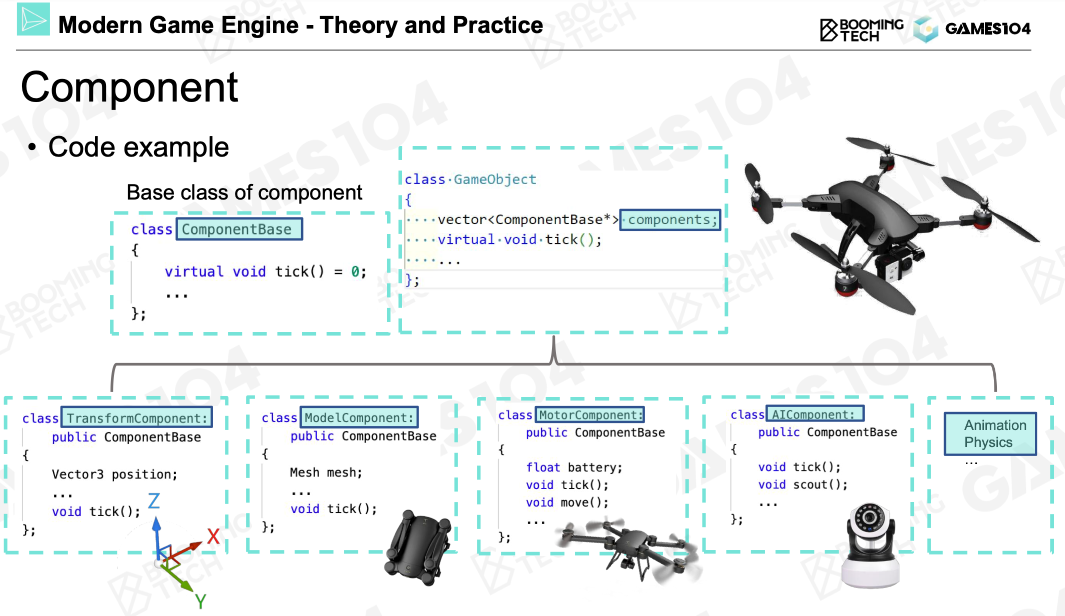 Modern Game Engine - Theory and Practice
BOOMING
TECH
GAMES104
Component
• Code example
Base class of component
class ComponentBase
{
virtual void tick() = 0;
...
};
class·GameObject
{
····vector<ComponentBase*>·components;
····virtual·void·tick();
····...
};
class TransformComponent:
public ComponentBase
{
Vector3 position;
...
void tick();
};
Z
X
Y
class ModelComponent:
public ComponentBase
{
Mesh mesh;
...
void tick();
};
class MotorComponent:
public ComponentBase
{
float battery;
void tick();
void move();
...
};
class AIComponent:
public ComponentBase
{
void tick();
void scout();
...
};
Animation
Physics
...